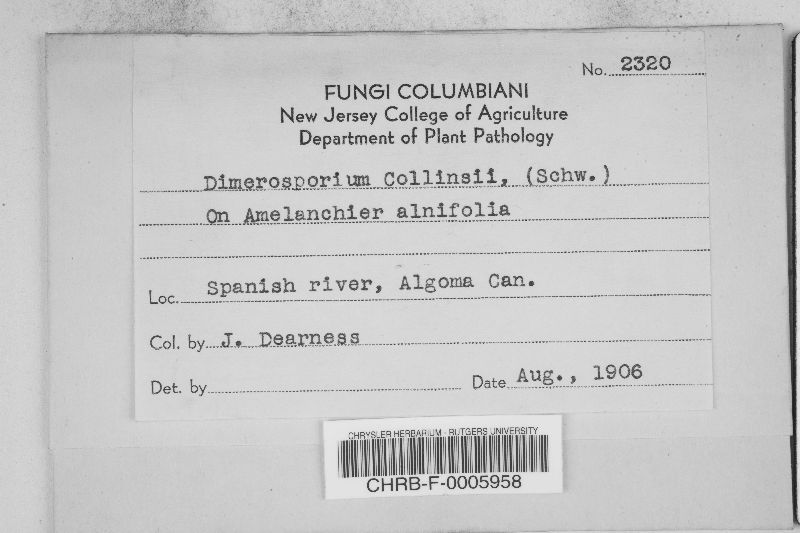 No. 2320
FUNGI COLUMBIANI
New Jersey College of Agriculture
Department of Plant Pathology
Dimerosporium Collinsii, (Schw.)
On Amelanchier alnifolia
Loc. Spanish river, Algoma Can.
Col. by J. Dearness
Det. by
Date Aug., 1906
CHRYSLER HERBARIUM - RUTGERS UNIVERSITY
CHRB-F-0005958